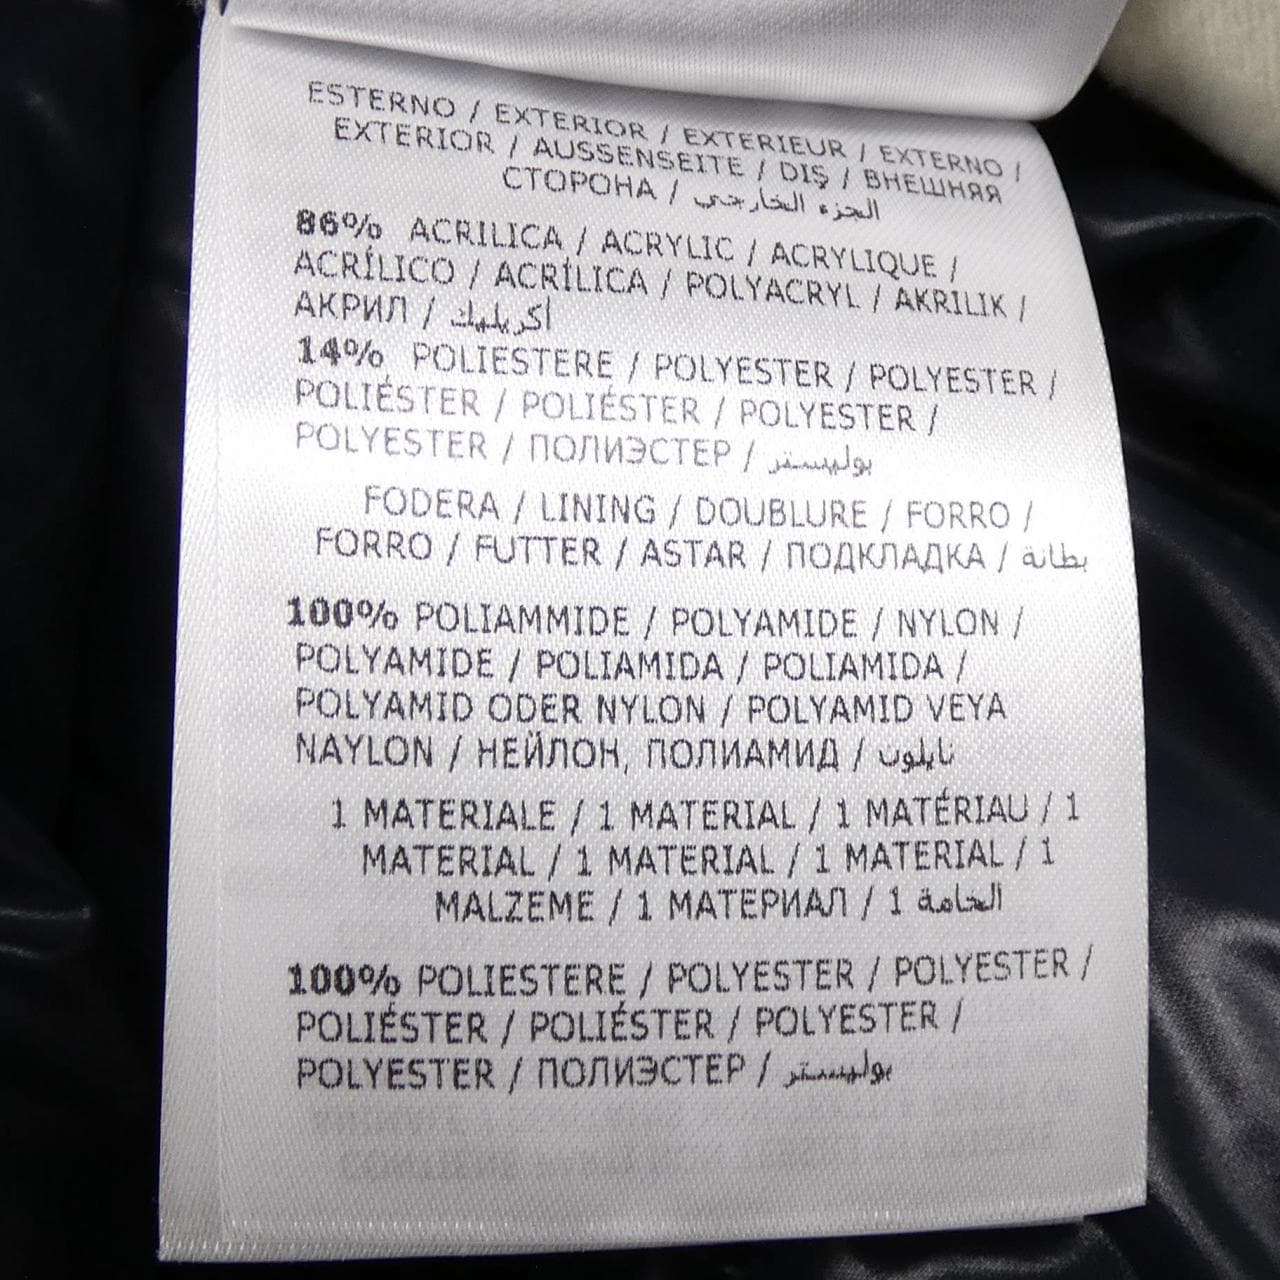 ESTERNO / EXTERIOR / EXTERIEUR / EXTERNO /
EXTERIOR / AUSSENSEITE / DIŞ / ВНЕШНЯЯ
СТОРОНА / الجزء الخارجي
86% ACRILICA / ACRYLIC / ACRYLIQUE /
ACRÍLICO / ACRÍLICA / POLYACRYL / AKRILIK /
АКРИЛ / أكريليك
14% POLIESTERE / POLYESTER / POLYESTER /
POLIÉSTER / POLIÉSTER / POLYESTER /
POLYESTER / ПОЛИЭСТЕР / بوليستر
FODERA / LINING / DOUBLURE / FORRO /
FORRO / FUTTER / ASTAR / ПОДКЛАДКА / بطانة
100% POLIAMMIDE / POLYAMIDE / NYLON /
POLYAMIDE / POLIAMIDA / POLIAMIDA /
POLYAMID ODER NYLON / POLYAMID VEYA
NAYLON / НЕЙЛОН, ПОЛИАМИД / نايلون
1 MATERIALE / 1 MATERIAL / 1 MATÉRIAU / 1
MATERIAL / 1 MATERIAL / 1 MATERIAL / 1
MALZEME / 1 МАТЕРИАЛ / 1 الخامة
100% POLIESTERE / POLYESTER / POLYESTER /
POLIÉSTER / POLIÉSTER / POLYESTER /
POLYESTER / ПОЛИЭСТЕР / بوليستر